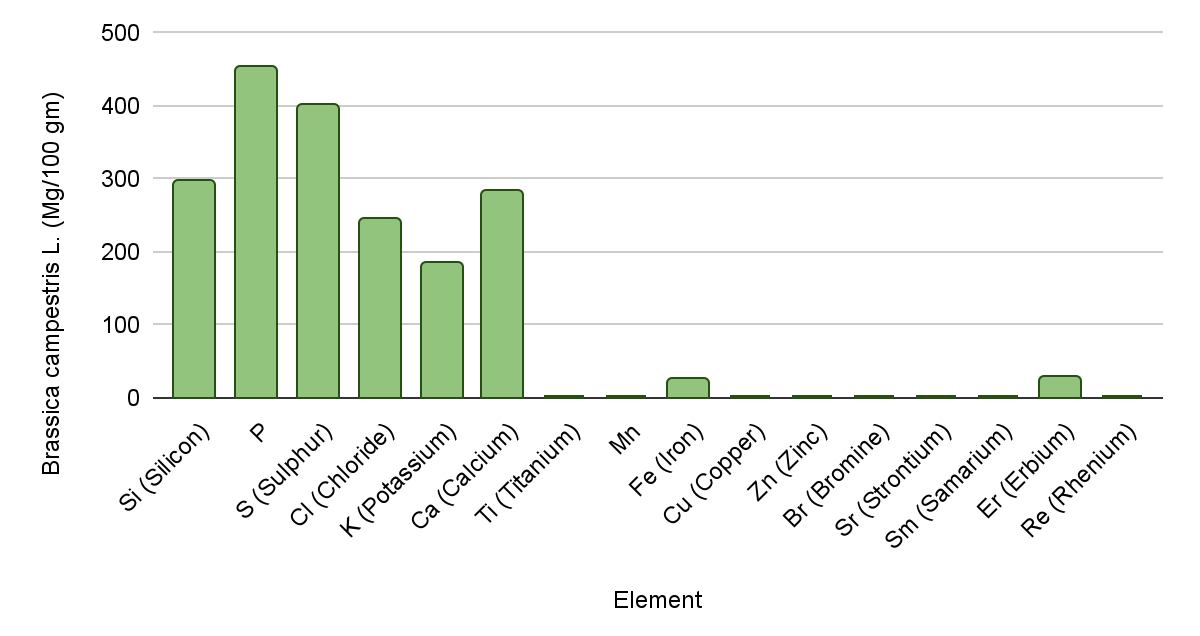 Brassica campestris L. (Mg/100 gm)
500
400
300
200
100
0
Si (Silicon)
P
S (Sulphur)
Cl (Chloride)
K (Potassium)
Ca (Calcium)
Ti (Titanium)
Mn
Fe (Iron)
Cu (Copper)
Zn (Zinc)
Br (Bromine)
Sr (Strontium)
Sm (Samarium)
Er (Erbium)
Re (Rhenium)
Element